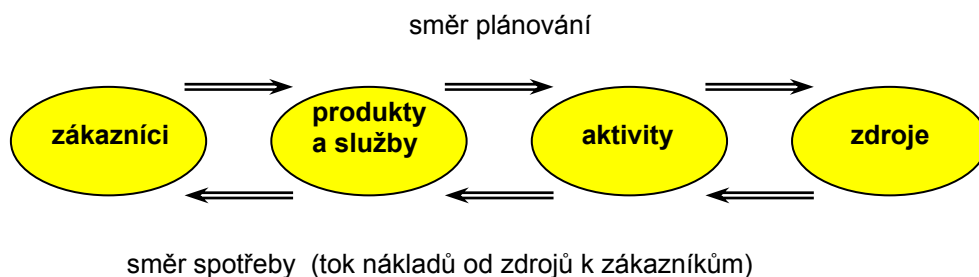 směr plánování
zákazníci
produkty
a služby
aktivity
zdroje
směr spotřeby (tok nákladů od zdrojů k zákazníkům)